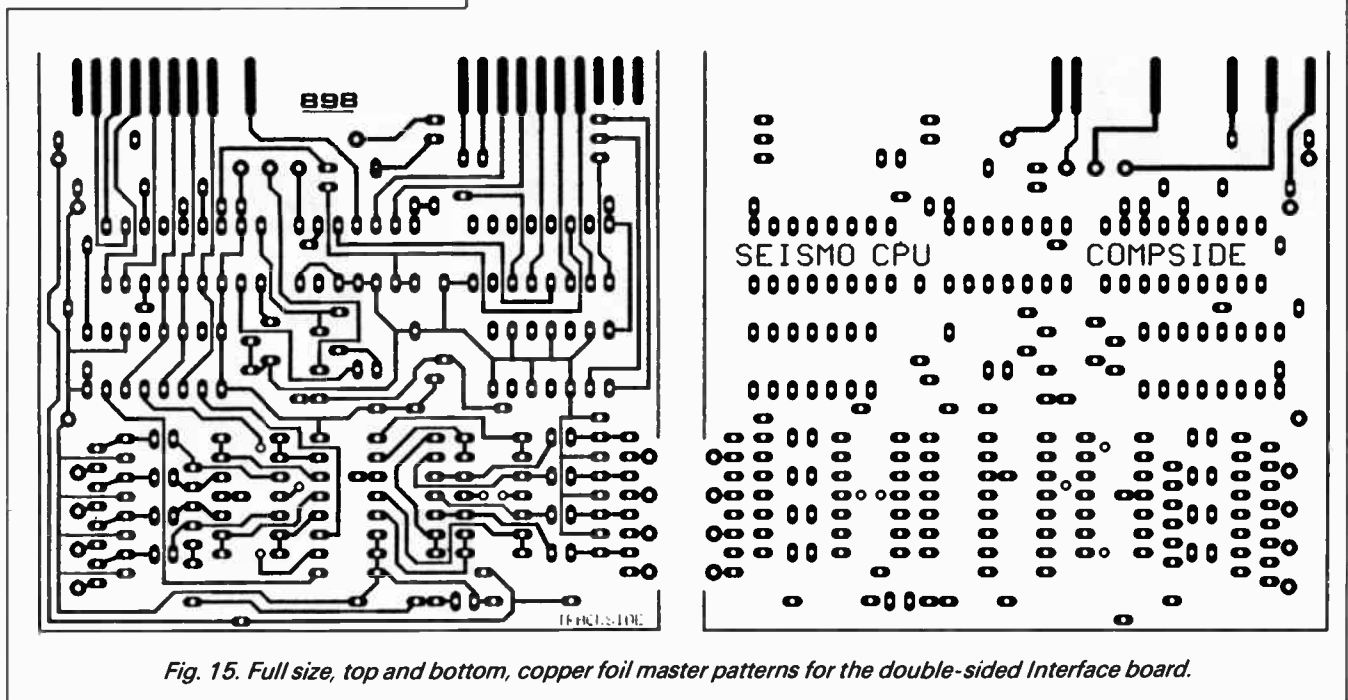 898
SEISMO CPU
COMPSIDE
TRACKSIDE
Fig. 15. Full size, top and bottom, copper foil master patterns for the double-sided Interface board.